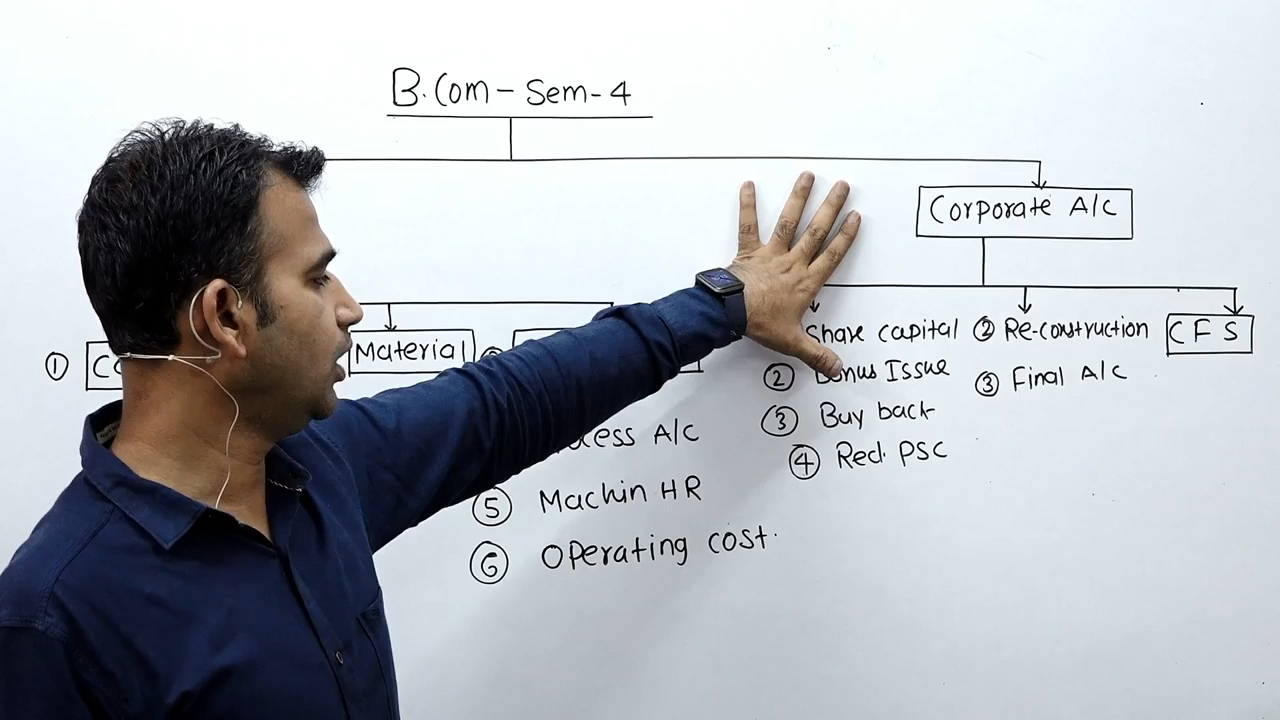 B.Com - Sem - 4
Corporate A/c
① Material
Share capital
② Bonus Issue
③ Buy back
④ Red. PSC
② Re-construction
③ Final A/c
CFS
A/c
⑤ Machin HR
⑥ Operating cost.